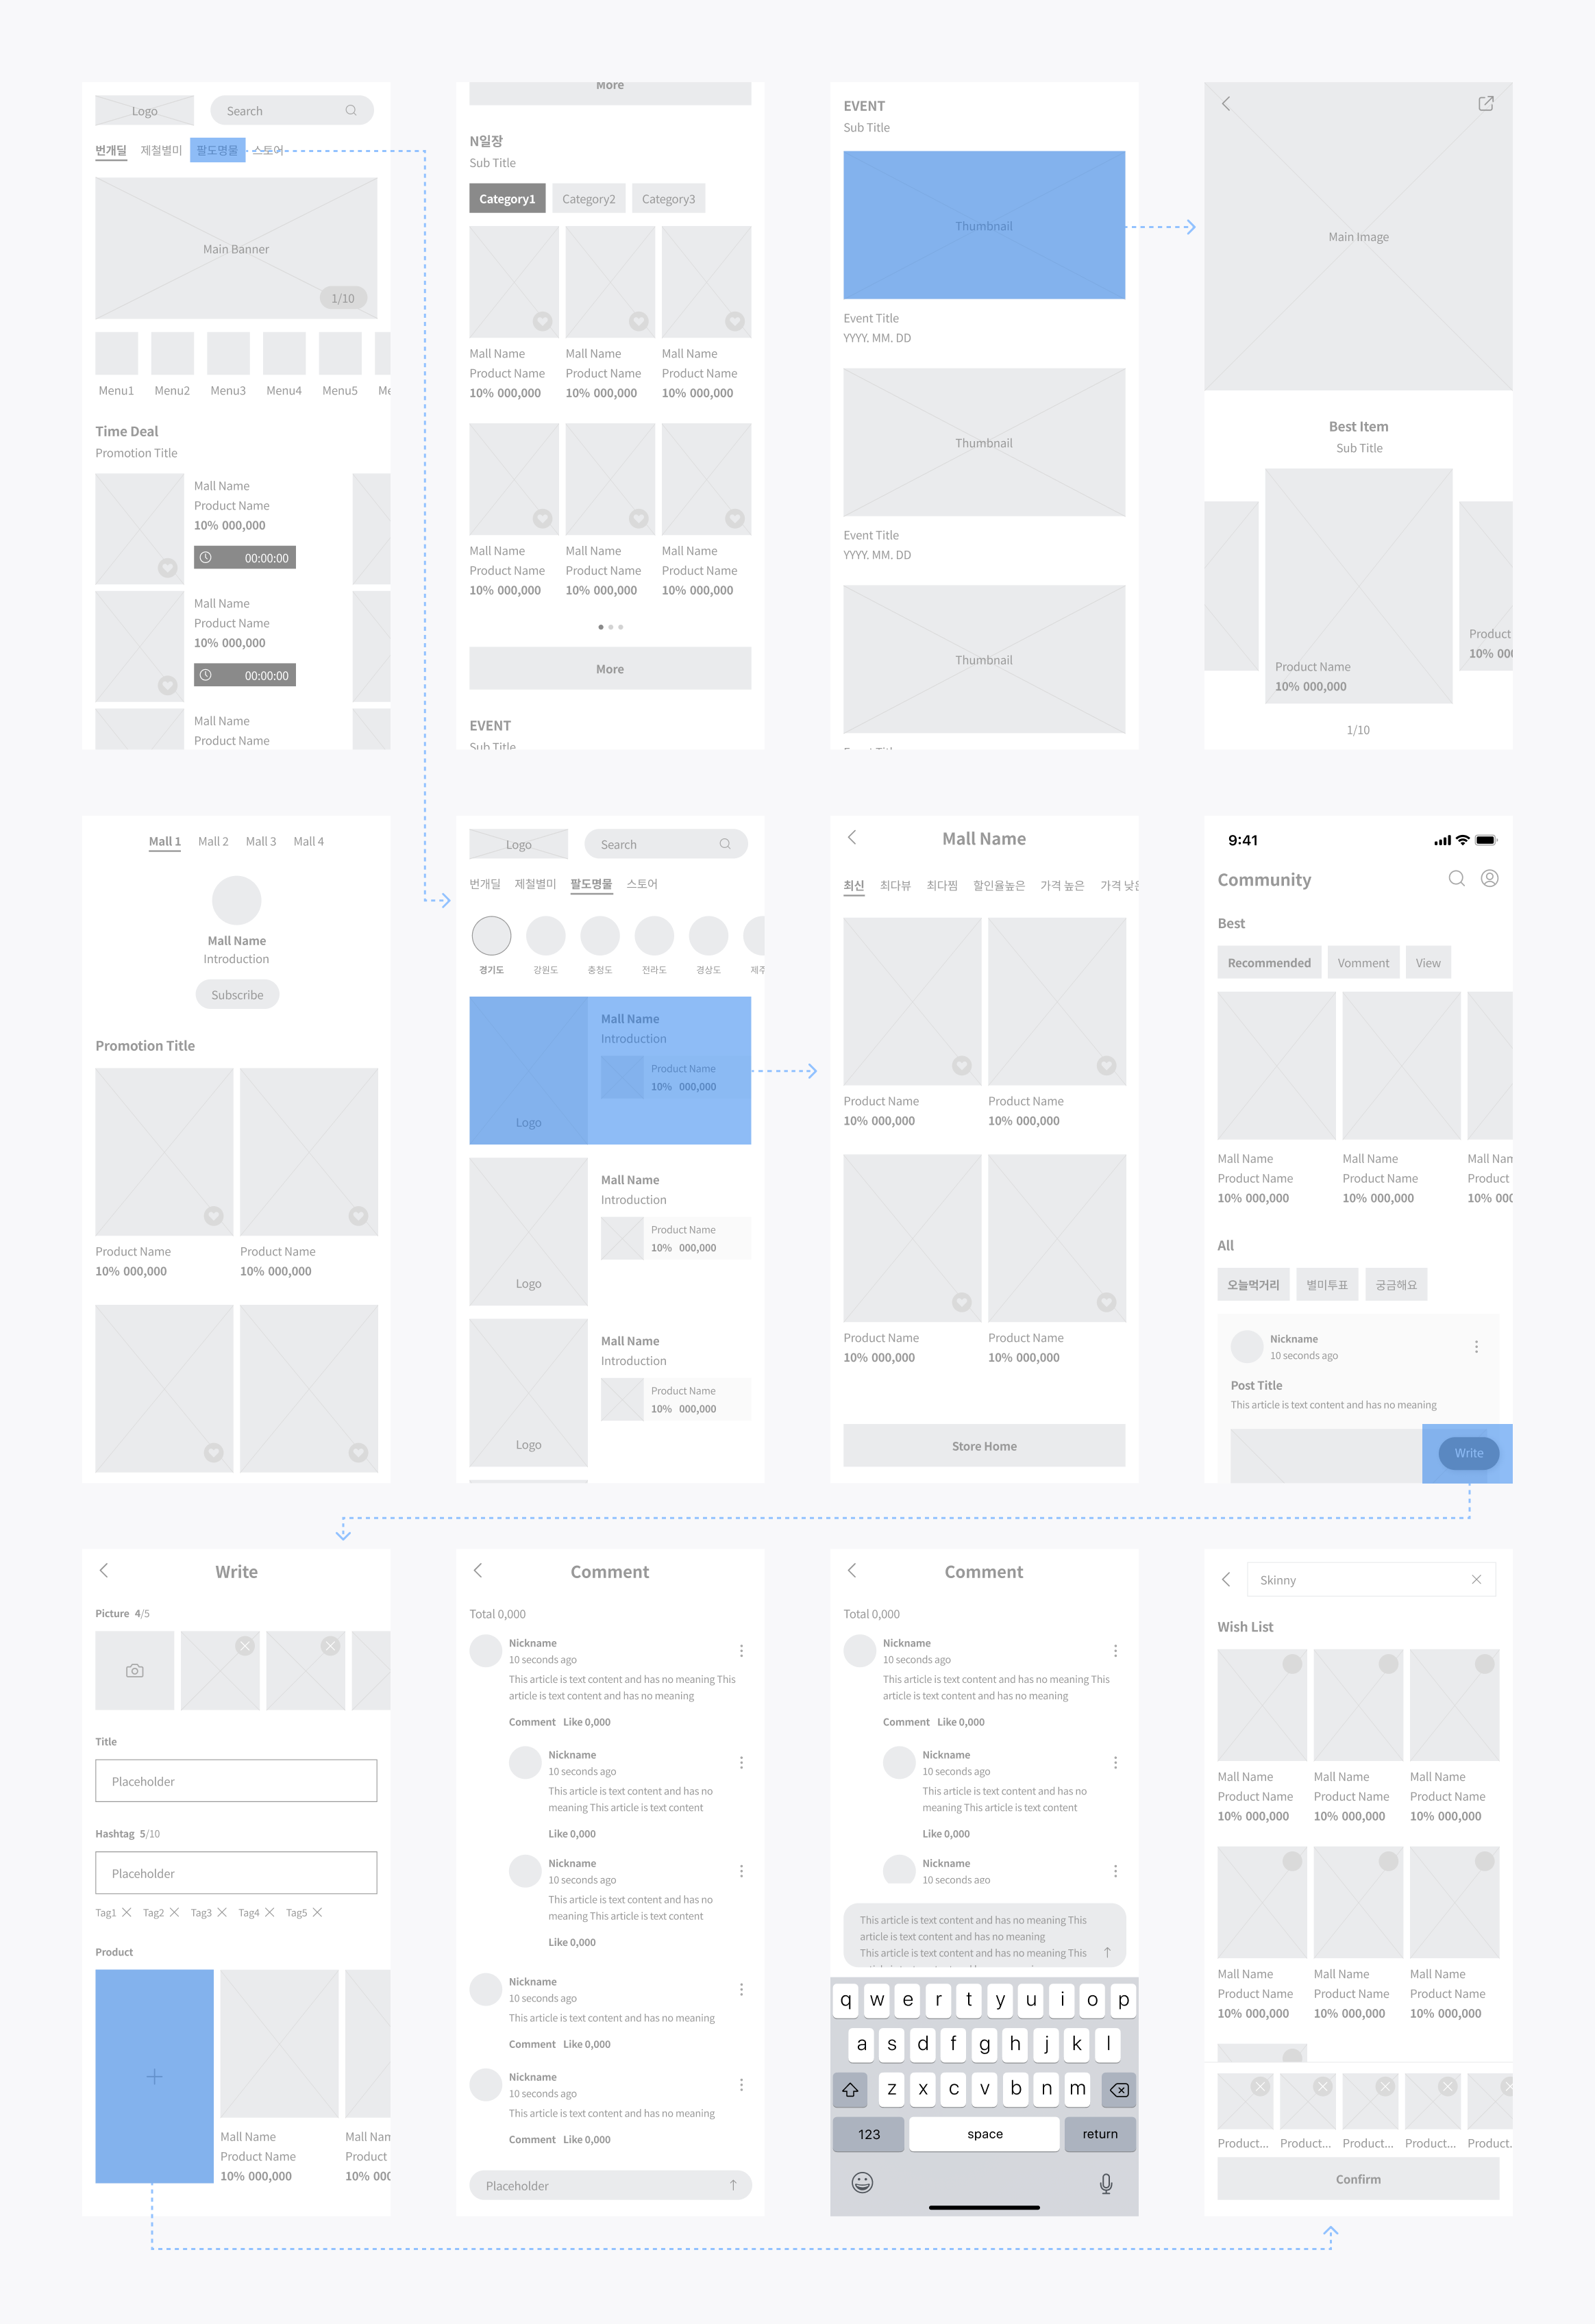 Logo
Search
번개딜 제철별미 팔도명물 스토어
Main Banner
1/10
Menu1 Menu2 Menu3 Menu4 Menu5 Me
Time Deal
Promotion Title
Mall Name
Product Name
10% 000,000
00:00:00
Mall Name
Product Name
10% 000,000
00:00:00
Mall Name
Product Name
More
N일장
Sub Title
Category1 Category2 Category3
Mall Name Mall Name Mall Name
Product Name Product Name Product Name
10% 000,000 10% 000,000 10% 000,000
Mall Name Mall Name Mall Name
Product Name Product Name Product Name
10% 000,000 10% 000,000 10% 000,000
More
EVENT
Sub Title
EVENT
Sub Title
Thumbnail
Event Title
YYYY. MM. DD
Thumbnail
Event Title
YYYY. MM. DD
Thumbnail
Event Title
Main Image
Best Item
Sub Title
Product Name
10% 000,000
Product
10% 000
1/10
Mall 1 Mall 2 Mall 3 Mall 4
Mall Name
Introduction
Subscribe
Promotion Title
Product Name Product Name
10% 000,000 10% 000,000
Logo
Search
번개딜 제철별미 팔도명물 스토어
경기도 강원도 충청도 전라도 경상도 제주
Mall Name
Introduction
Product Name
10% 000,000
Logo
Mall Name
Introduction
Product Name
10% 000,000
Logo
Mall Name
Introduction
Product Name
10% 000,000
Logo
Mall Name
최신 최다뷰 최다찜 할인율높은 가격 높은 가격 낮은
Product Name Product Name
10% 000,000 10% 000,000
Product Name Product Name
10% 000,000 10% 000,000
Store Home
9:41
Community
Best
Recommended Vomment View
Mall Name Mall Name Mall Nam
Product Name Product Name Product
10% 000,000 10% 000,000 10% 000
All
오늘먹거리 별미투표 궁금해요
Nickname
10 seconds ago
Post Title
This article is text content and has no meaning
Write
Write
Picture 4/5
Title
Placeholder
Hashtag 5/10
Placeholder
Tag1 Tag2 Tag3 Tag4 Tag5
Product
Mall Name Mall Nam
Product Name Product
10% 000,000 10% 000
Comment
Total 0,000
Nickname
10 seconds ago
This article is text content and has no meaning This
article is text content and has no meaning
Comment Like 0,000
Nickname
10 seconds ago
This article is text content and has no
meaning This article is text content
Like 0,000
Nickname
10 seconds ago
This article is text content and has no
meaning This article is text content
Like 0,000
Nickname
10 seconds ago
This article is text content and has no meaning
Comment Like 0,000
Nickname
10 seconds ago
This article is text content and has no meaning
Comment Like 0,000
Placeholder
Comment
Total 0,000
Nickname
10 seconds ago
This article is text content and has no meaning This
article is text content and has no meaning
Comment Like 0,000
Nickname
10 seconds ago
This article is text content and has no
meaning This article is text content
Like 0,000
Nickname
10 seconds ago
This article is text content and has no meaning This
article is text content and has no meaning
This article is text content and has no meaning This
q w e r t y u i o p
a s d f g h j k l
z x c v b n m
123 space return
Skinny
Wish List
Mall Name Mall Name Mall Name
Product Name Product Name Product Name
10% 000,000 10% 000,000 10% 000,000
Mall Name Mall Name Mall Name
Product Name Product Name Product Name
10% 000,000 10% 000,000 10% 000,000
Product... Product... Product... Product... Product.
Confirm